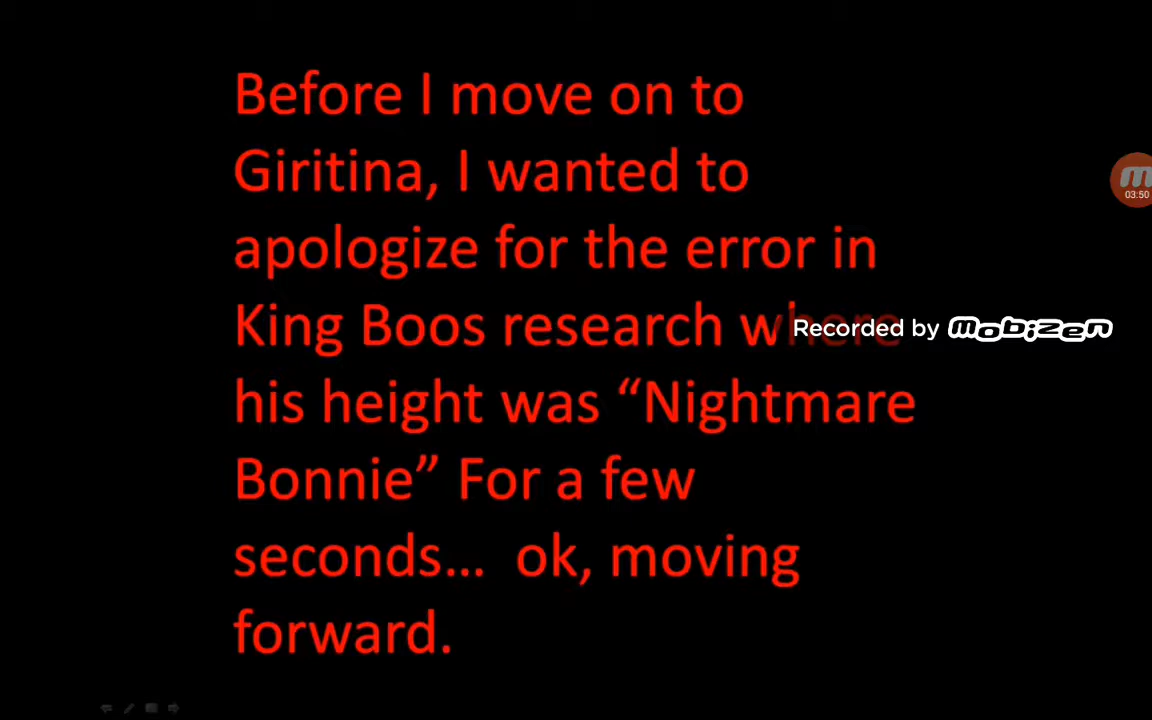 Before I move on to
Giritina, I wanted to
apologize for the error in
King Boos research where
his height was “Nightmare
Bonnie” For a few
seconds… ok, moving
forward.
Recorded by mobizen
m
03:50